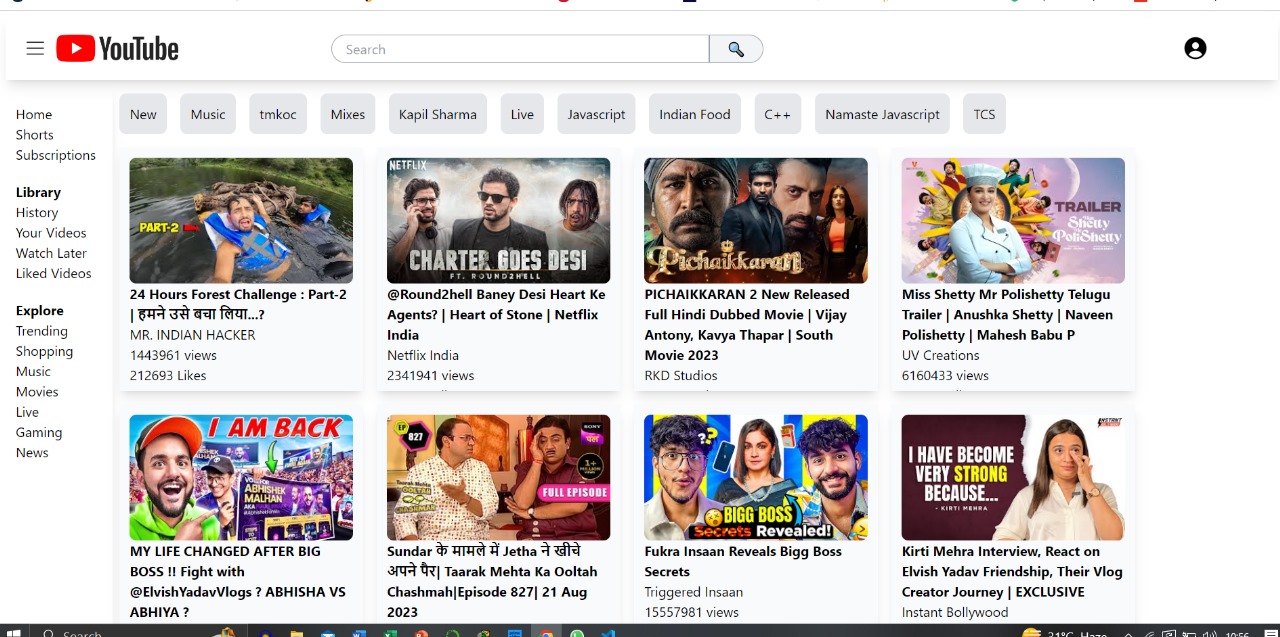 YouTube
Search
New Music tmkoc Mixes Kapil Sharma Live Javascript Indian Food C++ Namaste Javascript TCS
Home
Shorts
Subscriptions
Library
History
Your Videos
Watch Later
Liked Videos
Explore
Trending
Shopping
Music
Movies
Live
Gaming
News
PART-2
24 Hours Forest Challenge : Part-2
| हमने उसे बचा लिया...?
MR. INDIAN HACKER
1443961 views
212693 Likes
NETFLIX
CHARTER GOES DESI
FT. ROUND2HELL
@Round2hell Baney Desi Heart Ke
Agents? | Heart of Stone | Netflix
India
Netflix India
2341941 views
Pichaikkaran
PICHAIKKARAN 2 New Released
Full Hindi Dubbed Movie | Vijay
Antony, Kavya Thapar | South
Movie 2023
RKD Studios
TRAILER
Miss Shetty
Mr Polishetty
Miss Shetty Mr Polishetty Telugu
Trailer | Anushka Shetty | Naveen
Polishetty | Mahesh Babu P
UV Creations
6160433 views
I AM BACK
ABHISHEK
MALHAN
MY LIFE CHANGED AFTER BIG
BOSS !! Fight with
@ElvishYadavVlogs ? ABHISHA VS
ABHIYA ?
EP
827
SONY
1+
MILLION
VIEWS
FULL EPISODE
Sundar के मामले में Jetha ने खीचे
अपने पैर| Taarak Mehta Ka Ooltah
Chashmah|Episode 827| 21 Aug
2023
??
BIGG BOSS
Secrets Revealed!
Fukra Insaan Reveals Bigg Boss
Secrets
Triggered Insaan
15557981 views
INSTANT
I HAVE BECOME
VERY STRONG
BECAUSE...
- KIRTI MEHRA
Kirti Mehra Interview, React on
Elvish Yadav Friendship, Their Vlog
Creator Journey | EXCLUSIVE
Instant Bollywood
Search
31°C Haze
10:56